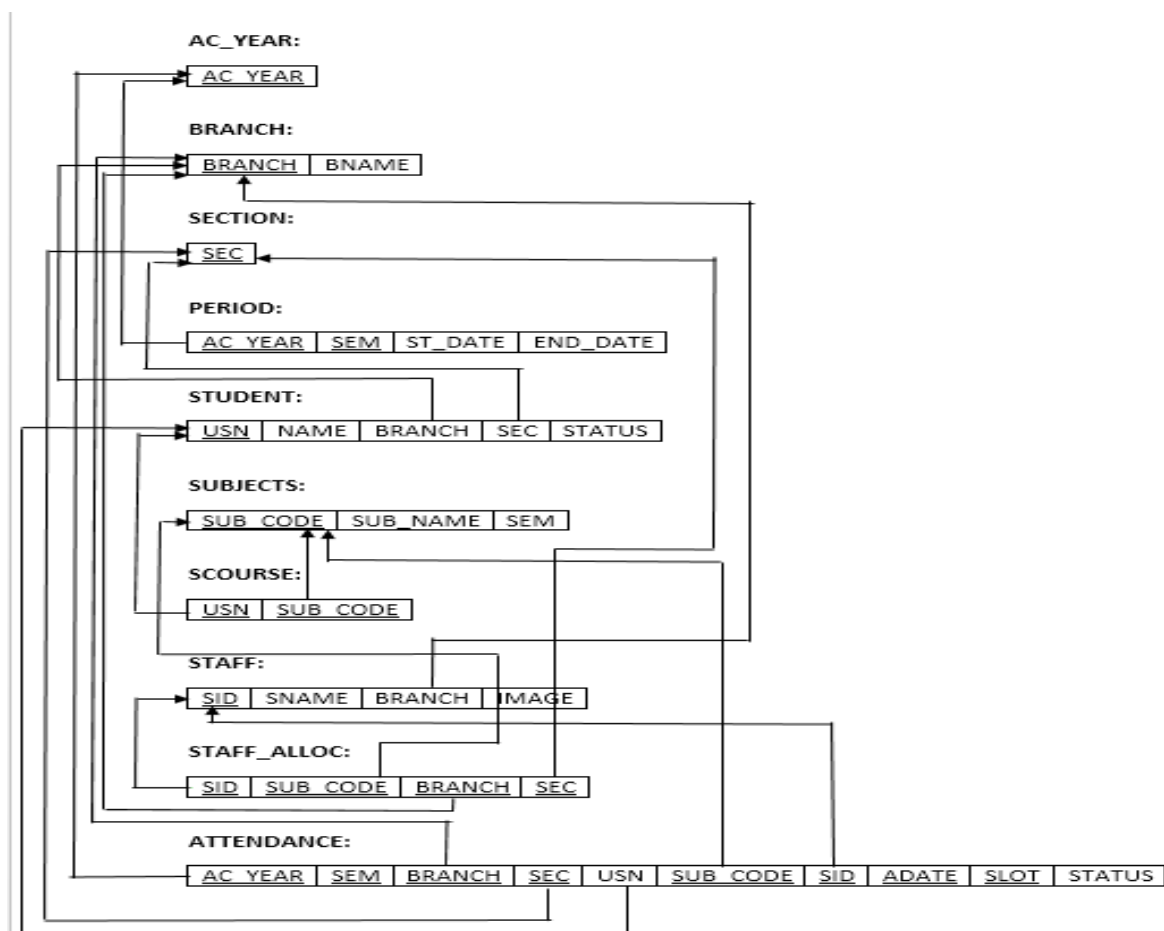 AC_YEAR:
AC_YEAR
BRANCH:
BRANCH BNAME
SECTION:
SEC
PERIOD:
AC_YEAR SEM ST_DATE END_DATE
STUDENT:
USN NAME BRANCH SEC STATUS
SUBJECTS:
SUB_CODE SUB_NAME SEM
SCOURSE:
USN SUB_CODE
STAFF:
SID SNAME BRANCH IMAGE
STAFF_ALLOC:
SID SUB_CODE BRANCH SEC
ATTENDANCE:
AC_YEAR SEM BRANCH SEC USN SUB_CODE SID ADATE SLOT STATUS